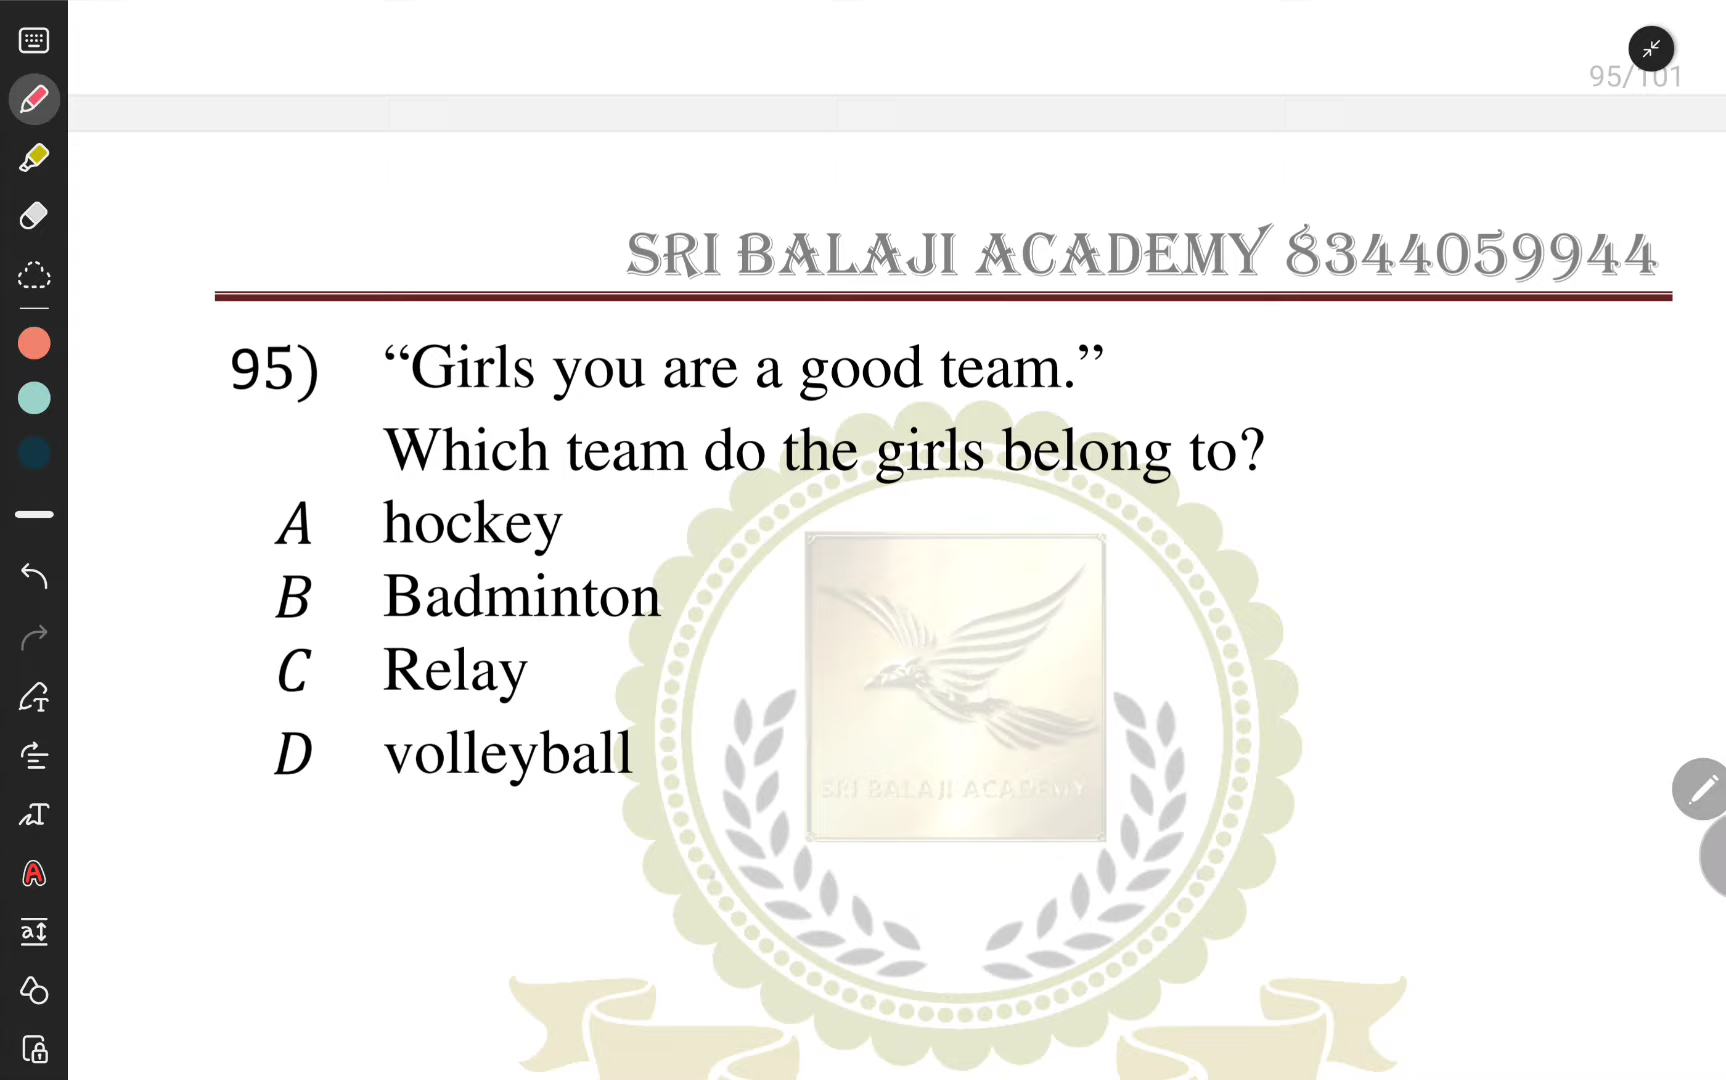 95/101
SRI BALAJI ACADEMY 8344059944
95) “Girls you are a good team.”
Which team do the girls belong to?
A hockey
B Badminton
C Relay
D volleyball
SRI BALAJI ACADEMY